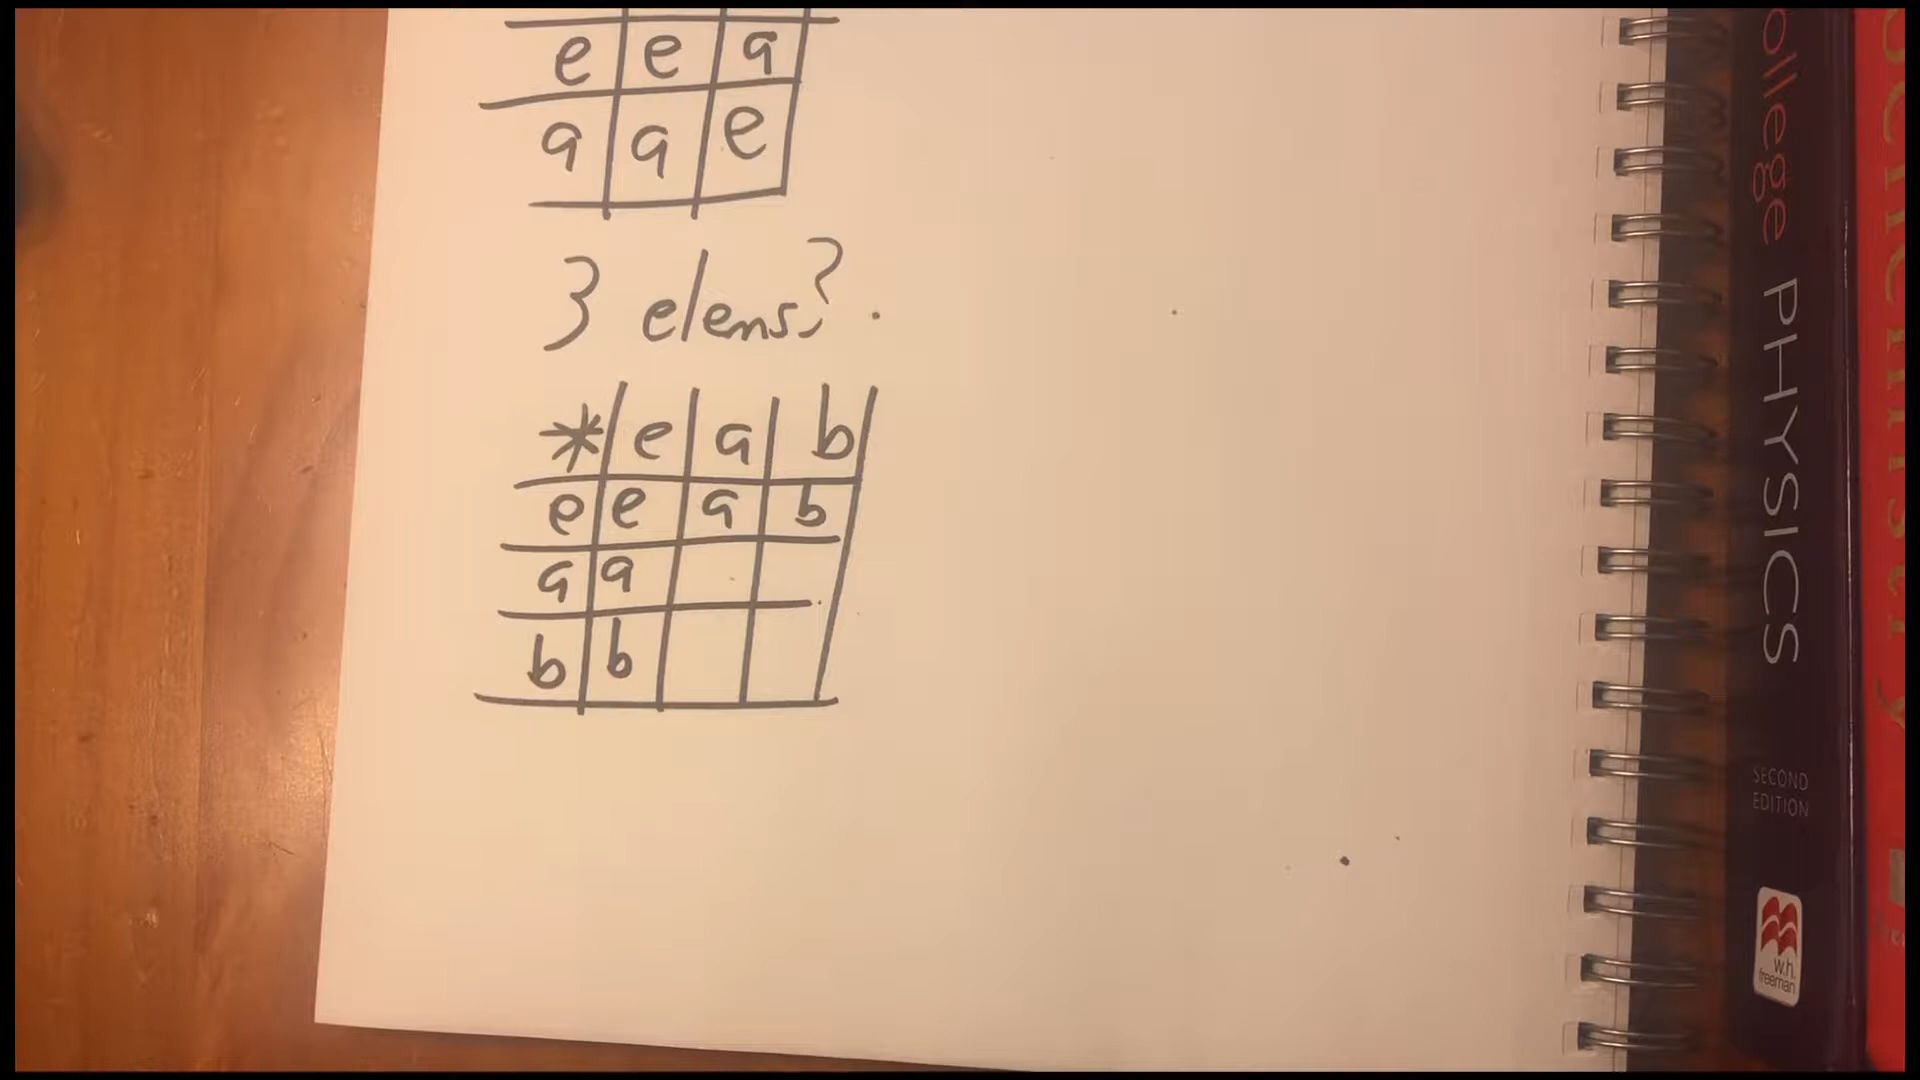 e e a
a a e
3 elems?
* e a b
e e a b
a a
b b
College PHYSICS
SECOND
EDITION
w.h.
freeman